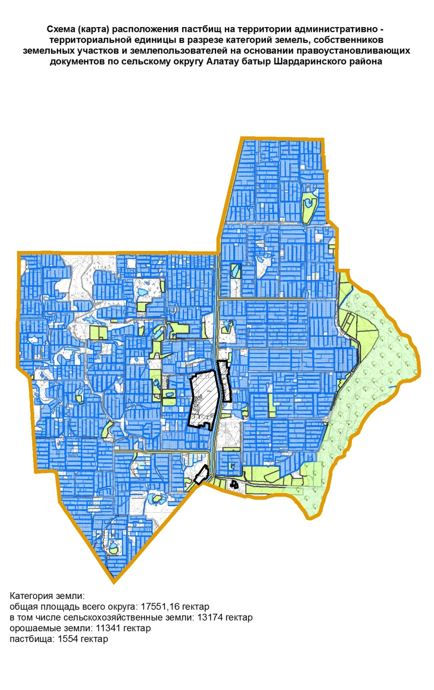 Схема (карта) расположения пастбищ на территории административно -
территориальной единицы в разрезе категорий земель, собственников
земельных участков и землепользователей на основании правоустановливающих
документов по сельскому округу Алатау батыр Шардаринского района
Категория земли:
общая площадь всего округа: 17551,16 гектар
в том числе сельскохозяйственные земли: 13174 гектар
орошаемые земли: 11341 гектар
пастбища: 1554 гектар